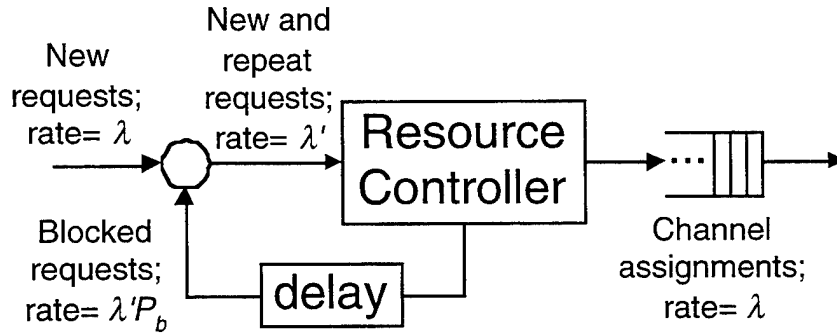 New
requests;
rate= λ
New and
repeat
requests;
rate= λ'
Resource
Controller
Blocked
requests;
rate= λ'P_b
delay
Channel
assignments;
rate= λ